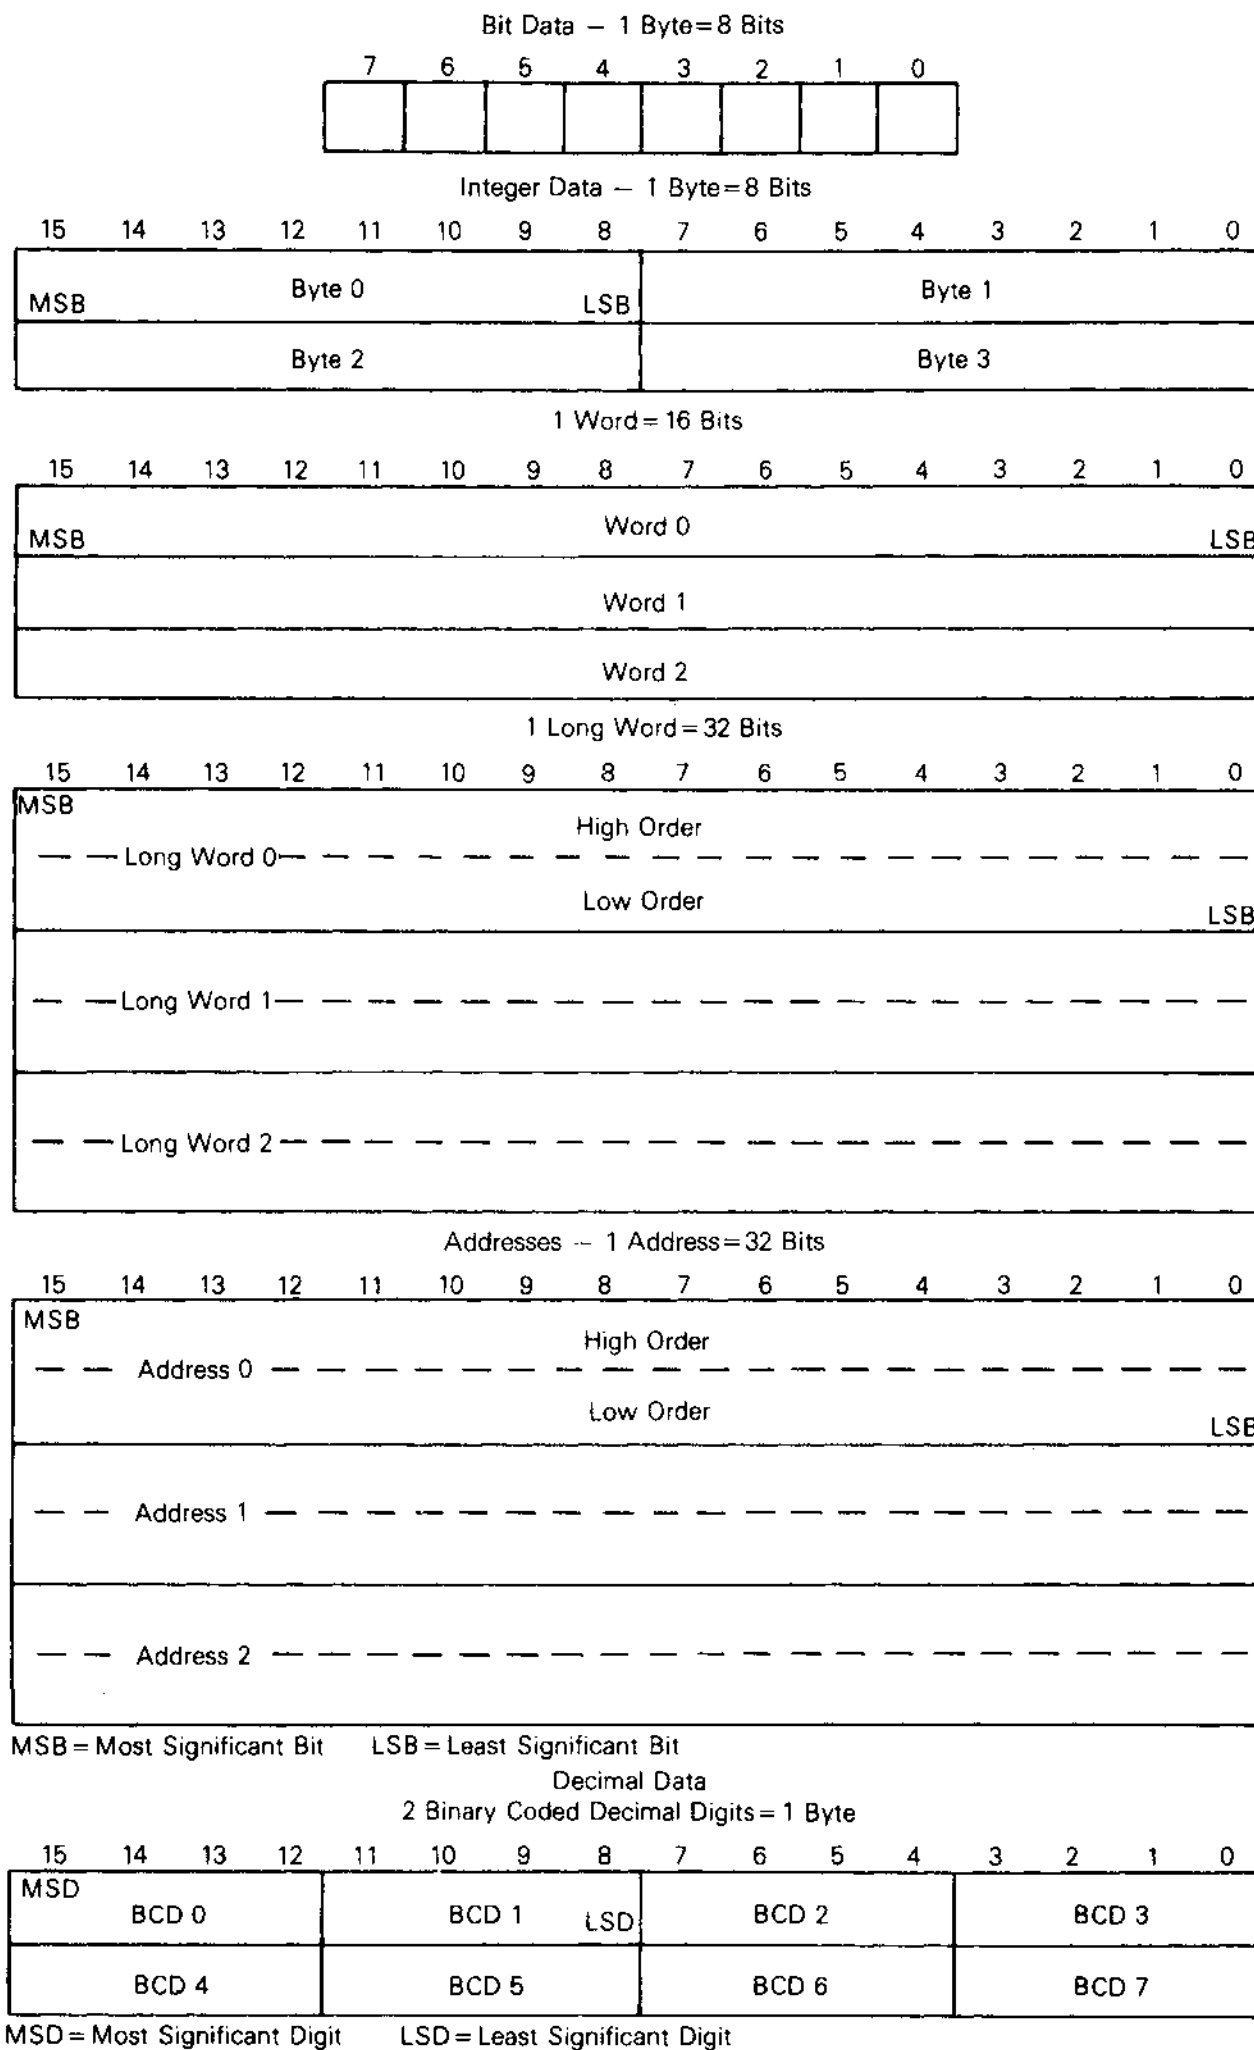 Bit Data — 1 Byte=8 Bits
7 6 5 4 3 2 1 0
Integer Data — 1 Byte=8 Bits
15 14 13 12 11 10 9 8 7 6 5 4 3 2 1 0
Byte 0 Byte 1
MSB LSB
Byte 2 Byte 3
1 Word=16 Bits
15 14 13 12 11 10 9 8 7 6 5 4 3 2 1 0
Word 0
MSB LSB
Word 1
Word 2
1 Long Word=32 Bits
15 14 13 12 11 10 9 8 7 6 5 4 3 2 1 0
MSB
High Order
Long Word 0
Low Order
LSB
Long Word 1
Long Word 2
Addresses — 1 Address=32 Bits
15 14 13 12 11 10 9 8 7 6 5 4 3 2 1 0
MSB
High Order
Address 0
Low Order
LSB
Address 1
Address 2
MSB=Most Significant Bit LSB=Least Significant Bit
Decimal Data
2 Binary Coded Decimal Digits=1 Byte
15 14 13 12 11 10 9 8 7 6 5 4 3 2 1 0
MSD
BCD 0 BCD 1 LSD BCD 2 BCD 3
BCD 4 BCD 5 BCD 6 BCD 7
MSD=Most Significant Digit LSD=Least Significant Digit